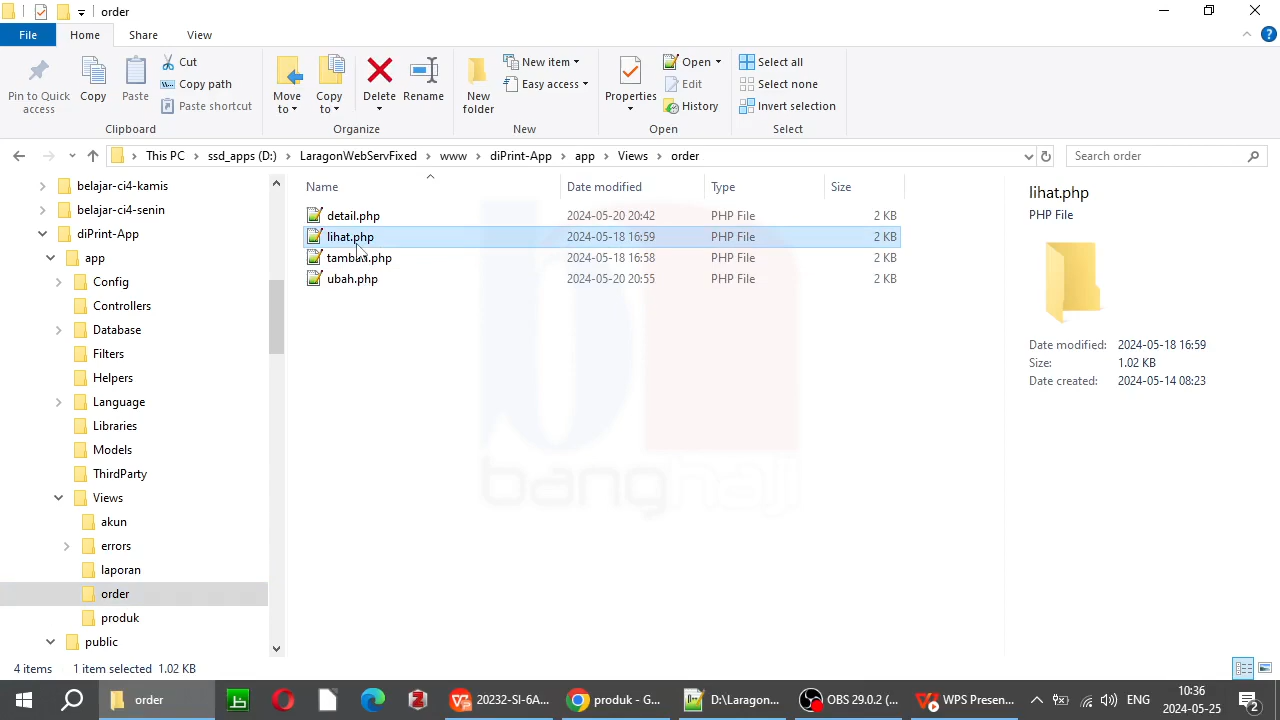 order
File Home Share View
Pin to Quick access
Copy
Paste
Cut
Copy path
Paste shortcut
Clipboard
Move to
Copy to
Delete
Rename
Organize
New folder
New item
Easy access
New
Properties
Open
Edit
History
Open
Select all
Select none
Invert selection
Select
This PC ssd_apps (D:) LaragonWebServFixed www diPrint-App app Views order
Search order
belajar-ci4-kamis
belajar-ci4-senin
diPrint-App
app
Config
Controllers
Database
Filters
Helpers
Language
Libraries
Models
ThirdParty
Views
akun
errors
laporan
order
produk
public
Name Date modified Type Size
detail.php 2024-05-20 20:42 PHP File 2 KB
lihat.php 2024-05-18 16:59 PHP File 2 KB
tambah.php 2024-05-18 16:58 PHP File 2 KB
ubah.php 2024-05-20 20:55 PHP File 2 KB
banghaji
lihat.php
PHP File
Date modified: 2024-05-18 16:59
Size: 1.02 KB
Date created: 2024-05-14 08:23
4 items 1 item selected 1.02 KB
order
20232-SI-6A...
produk - G...
D:\Laragon...
OBS 29.0.2 (...
WPS Presen...
ENG
10:36
2024-05-25
2